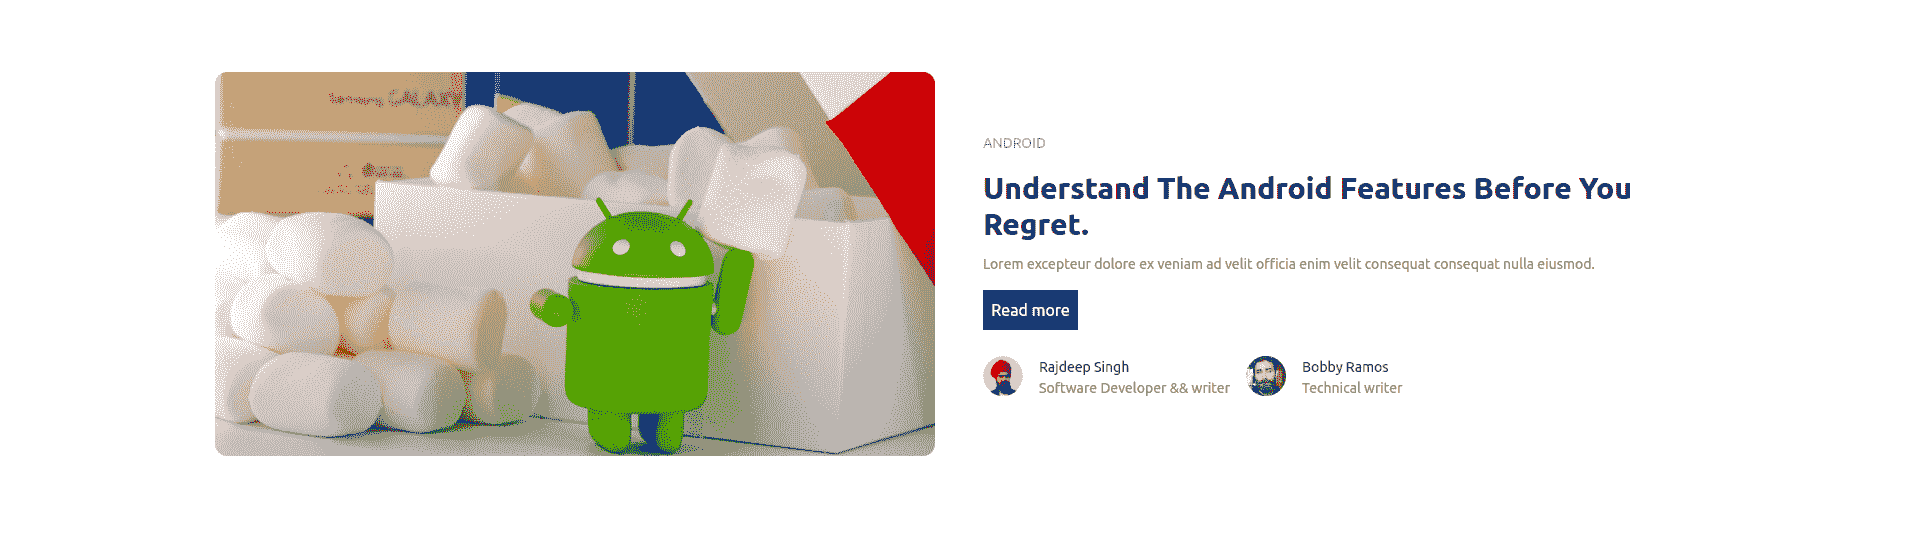 GALAXY
ANDROID
Understand The Android Features Before You
Regret.
Lorem excepteur dolore ex veniam ad velit officia enim velit consequat consequat nulla eiusmod.
Read more
Rajdeep Singh
Software Developer && writer
Bobby Ramos
Technical writer